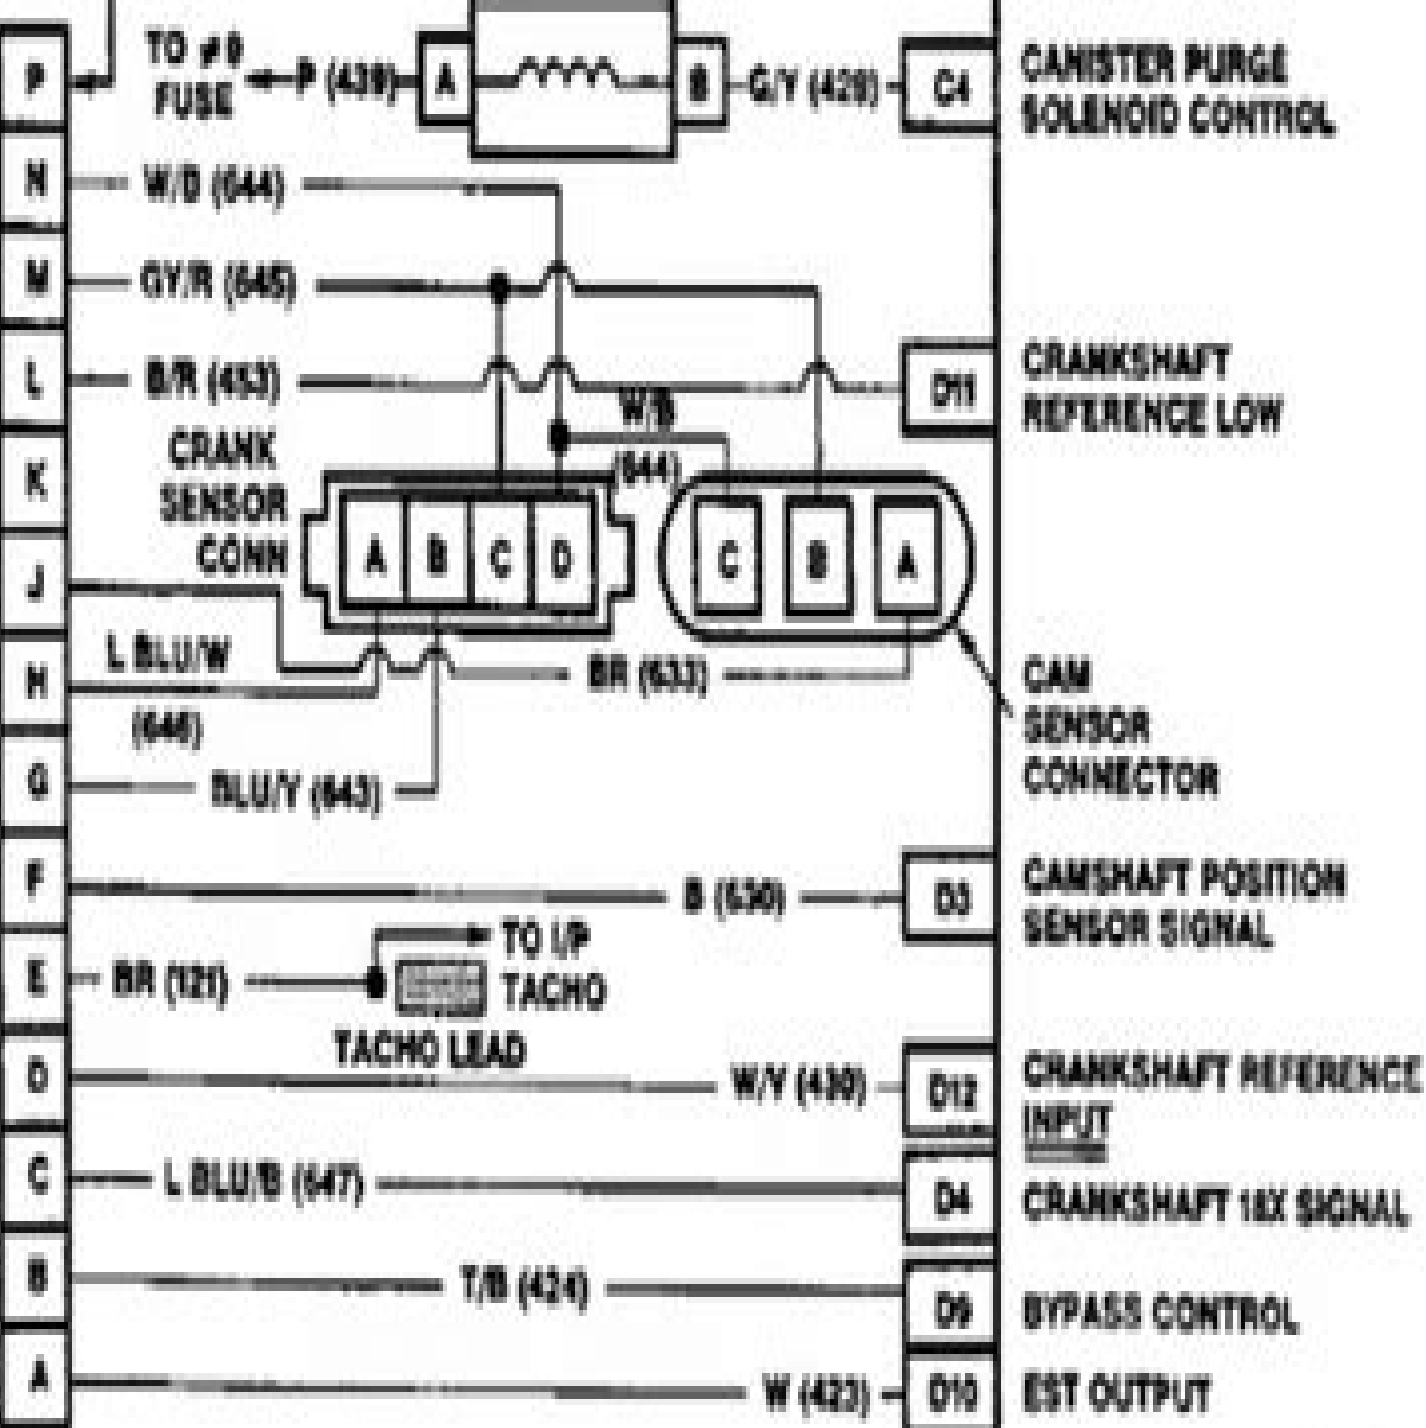 P
TO #9
FUSE
P (439)
A
B
G/Y (428)
C4
CANISTER PURGE
SOLENOID CONTROL
N
W/B (644)
M
GY/R (645)
L
B/R (453)
D11
CRANKSHAFT
REFERENCE LOW
W/B
(644)
K
CRANK
SENSOR
CONN
A B C D
C B A
J
L BLU/W
H
(646)
BR (633)
CAM
SENSOR
CONNECTOR
G
BLU/Y (643)
F
B (630)
D3
CAMSHAFT POSITION
SENSOR SIGNAL
E
BR (121)
TO I/P
TACHO
TACHO LEAD
D
W/Y (430)
D12
CRANKSHAFT REFERENCE
INPUT
C
L BLU/B (647)
D4
CRANKSHAFT 18X SIGNAL
B
T/B (424)
D9
BYPASS CONTROL
A
W (423)
D10
EST OUTPUT